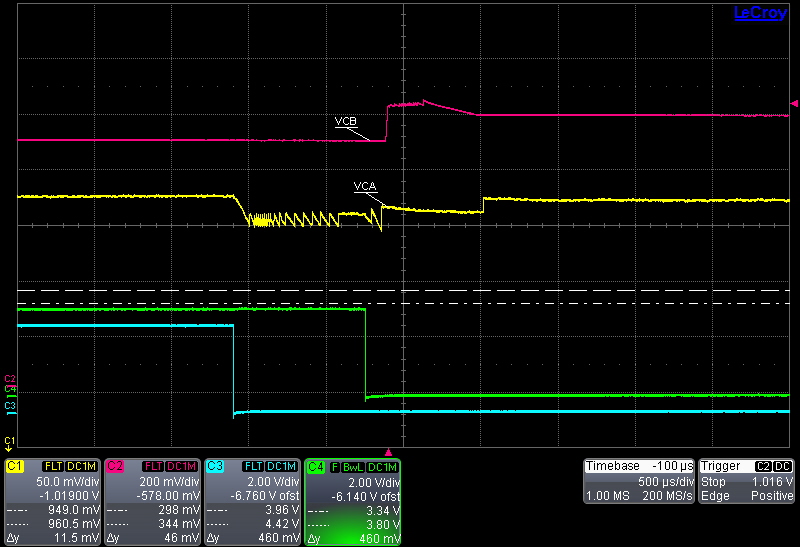 LeCroy
VCB
VCA
C2
C4
C3
C1
C1 FLT DC1M
50.0 mV/div
-1.01900 V
949.0 mV
960.5 mV
Δy 11.5 mV
C2 FLT DC1M
200 mV/div
-578.00 mV
298 mV
344 mV
Δy 46 mV
C3 FLT DC1M
2.00 V/div
-6.760 V ofst
3.96 V
4.42 V
Δy 460 mV
C4 F BwL DC1M
2.00 V/div
-6.140 V ofst
3.34 V
3.80 V
Δy 460 mV
Timebase -100 µs
500 µs/div
1.00 MS 200 MS/s
Trigger C2 DC
Stop 1.016 V
Edge Positive